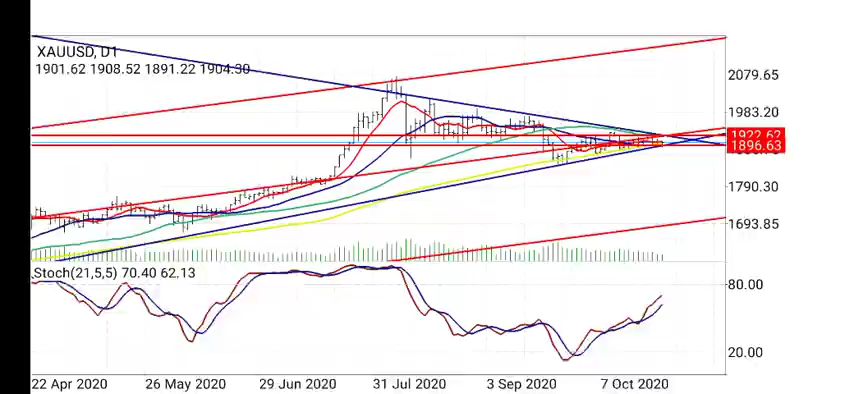 XAUUSD, D1
1901.62 1908.52 1891.22 1904.30
2079.65
1983.20
1922.62
1896.63
1790.30
1693.85
Stoch(21,5,5) 70.40 62.13
80.00
20.00
22 Apr 2020 26 May 2020 29 Jun 2020 31 Jul 2020 3 Sep 2020 7 Oct 2020